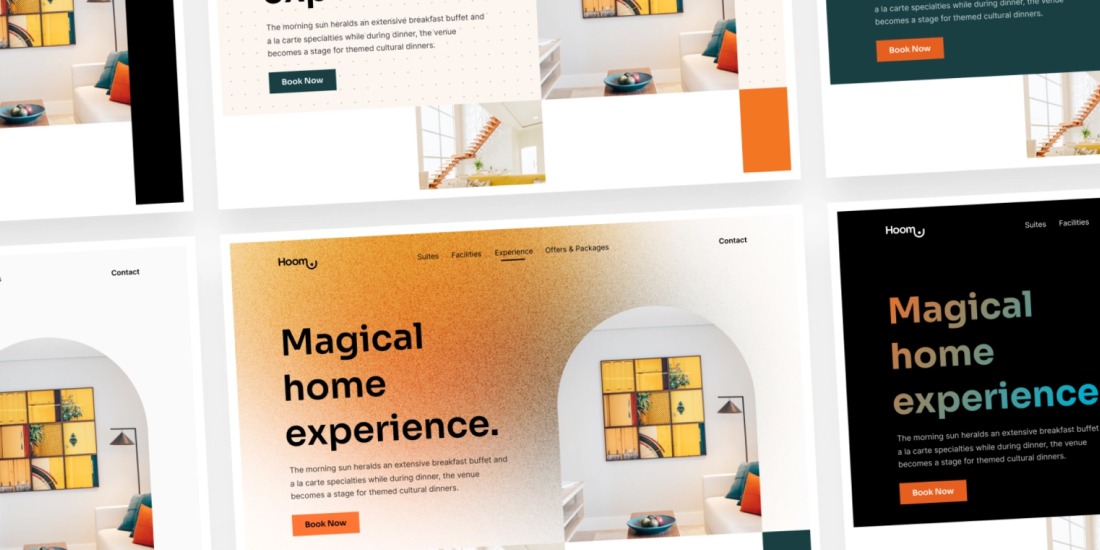 The morning sun heralds an extensive breakfast buffet and
a la carte specialties while during dinner, the venue
becomes a stage for themed cultural dinners.
Book Now
a la carte specialties while during dinner, the venue
becomes a stage for themed cultural dinners.
Book Now
Contact
Hoom
Suites Facilities Experience Offers & Packages
Contact
Magical
home
experience.
The morning sun heralds an extensive breakfast buffet and
a la carte specialties while during dinner, the venue
becomes a stage for themed cultural dinners.
Book Now
Hoom
Suites Facilities
Magical
home
experience
The morning sun heralds an extensive breakfast buffet
a la carte specialties while during dinner, the venue
becomes a stage for themed cultural dinners.
Book Now